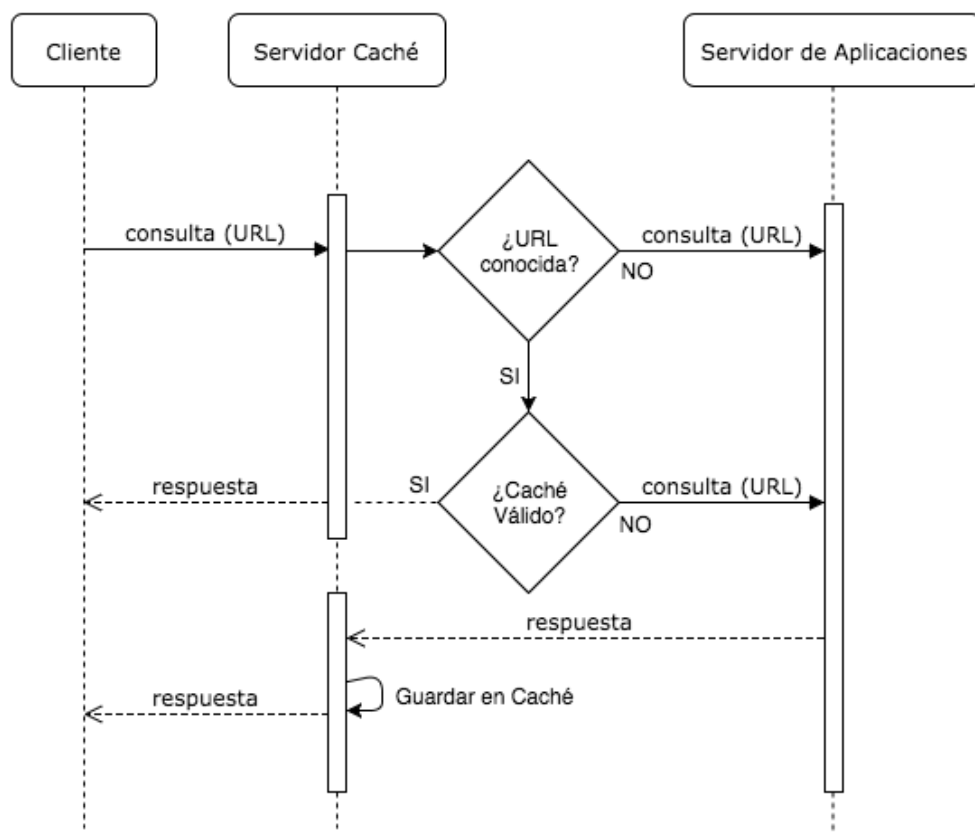 Cliente
Servidor Caché
Servidor de Aplicaciones
consulta (URL)
¿URL
conocida?
consulta (URL)
NO
SI
respuesta
SI
¿Caché
Válido?
consulta (URL)
NO
respuesta
respuesta
Guardar en Caché